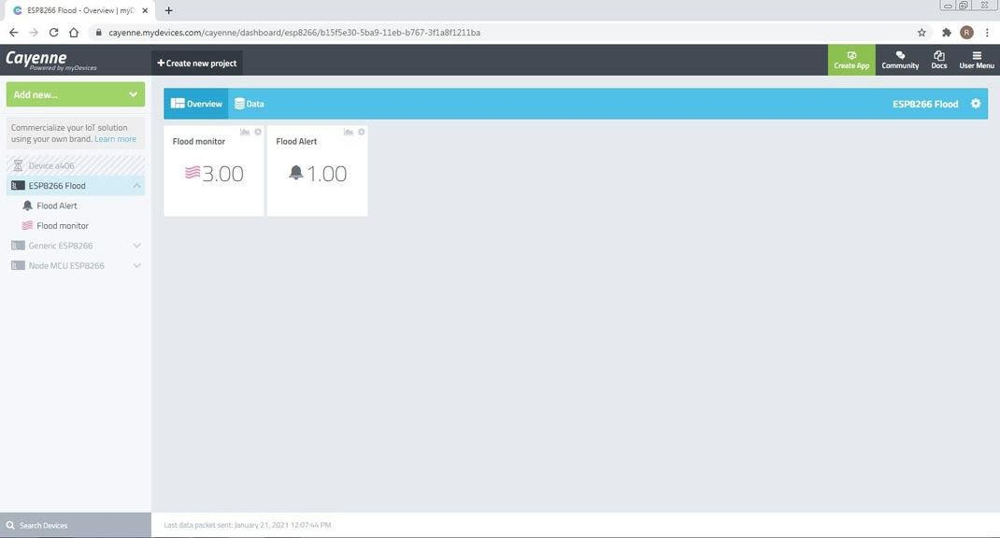 ESP8266 Flood - Overview | myD
cayenne.mydevices.com/cayenne/dashboard/esp8266/b15f5e30-5ba9-11eb-b767-3f1a8f1211ba
R
Cayenne
Powered by myDevices
+ Create new project
Create App
Community
Docs
User Menu
Add new...
Overview
Data
ESP8266 Flood
Commercialize your IoT solution
using your own brand. Learn more
Device a406
ESP8266 Flood
Flood Alert
Flood monitor
Generic ESP8266
Node MCU ESP8266
Flood monitor
3.00
Flood Alert
1.00
Search Devices
Last data packet sent: January 21, 2021 12:07:44 PM